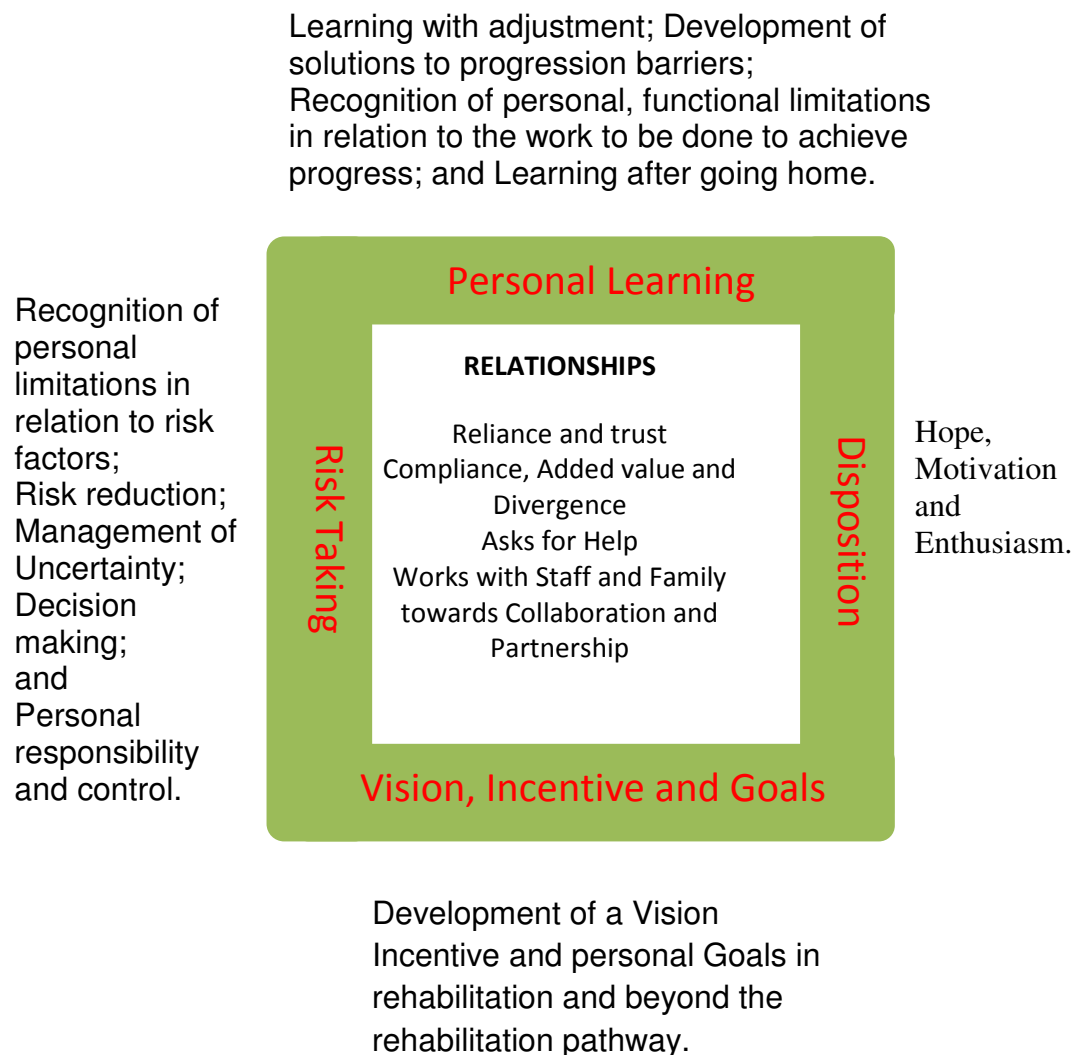 Learning with adjustment; Development of
solutions to progression barriers;
Recognition of personal, functional limitations
in relation to the work to be done to achieve
progress; and Learning after going home.
Personal Learning
Recognition of
personal
limitations in
relation to risk
factors;
Risk reduction;
Management of
Uncertainty;
Decision
making;
and
Personal
responsibility
and control.
Risk Taking
RELATIONSHIPS
Reliance and trust
Compliance, Added value and
Divergence
Asks for Help
Works with Staff and Family
towards Collaboration and
Partnership
Disposition
Hope,
Motivation
and
Enthusiasm.
Vision, Incentive and Goals
Development of a Vision
Incentive and personal Goals in
rehabilitation and beyond the
rehabilitation pathway.